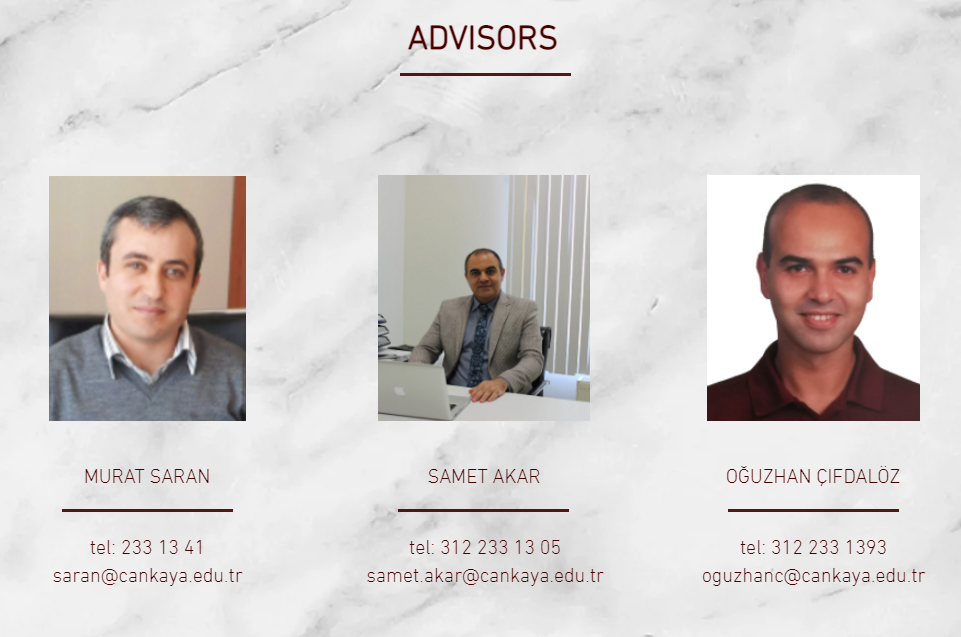 ADVISORS
MURAT SARAN
tel: 233 13 41
saran@cankaya.edu.tr
SAMET AKAR
tel: 312 233 13 05
samet.akar@cankaya.edu.tr
OĞUZHAN ÇIFDALÖZ
tel: 312 233 1393
oguzhanc@cankaya.edu.tr